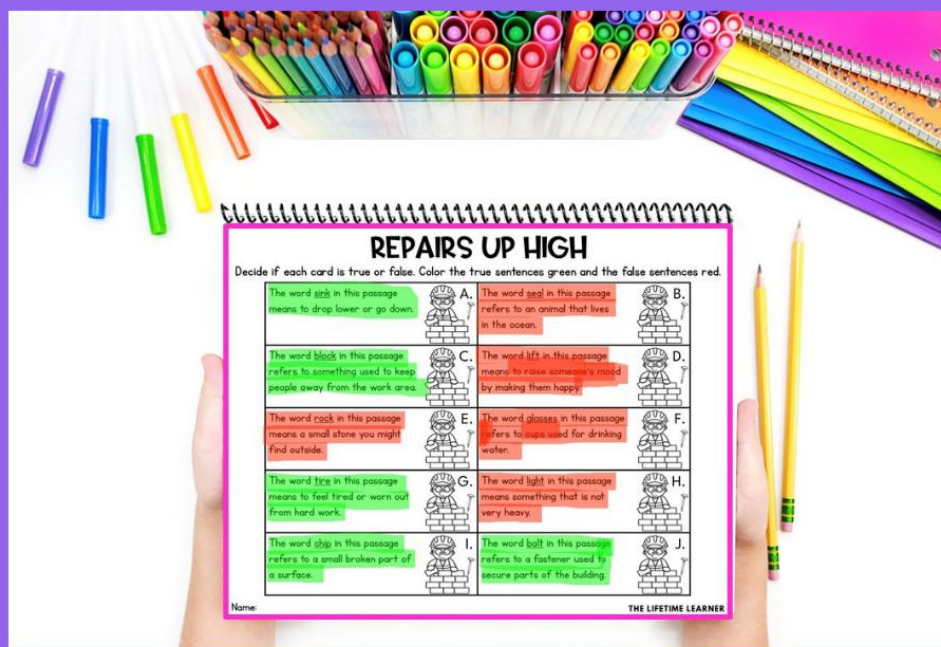 REPAIRS UP HIGH
Decide if each card is true or false. Color the true sentences green and the false sentences red.
The word sink in this passage
means to drop lower or go down.
A.
The word seal in this passage
refers to an animal that lives
in the ocean.
B.
The word block in this passage
refers to something used to keep
people away from the work area.
C.
The word lift in this passage
means to raise someone's mood
by making them happy.
D.
The word rock in this passage
means a small stone you might
find outside.
E.
The word glasses in this passage
refers to cups used for drinking
water.
F.
The word tire in this passage
means to feel tired or worn out
from hard work.
G.
The word light in this passage
means something that is not
very heavy.
H.
The word chip in this passage
refers to a small broken part of
a surface.
I.
The word bolt in this passage
refers to a fastener used to
secure parts of the building.
J.
Name:
THE LIFETIME LEARNER